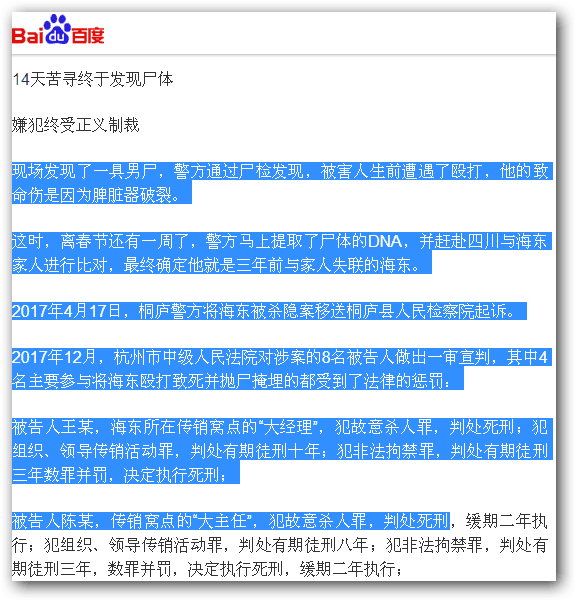 Bai du 百度
14天苦寻终于发现尸体
嫌犯终受正义制裁
现场发现了一具男尸，警方通过尸检发现，被害人生前遭遇了殴打，他的致
命伤是因为脾脏器破裂。
这时，离春节还有一周了，警方马上提取了尸体的DNA，并赶赴四川与海东
家人进行比对，最终确定他就是三年前与家人失联的海东。
2017年4月17日，桐庐警方将海东被杀隐案移送桐庐县人民检察院起诉。
2017年12月，杭州市中级人民法院对涉案的8名被告人做出一审宣判，其中4
名主要参与将海东殴打致死并抛尸掩埋的都受到了法律的惩罚：
被告人王某，海东所在传销窝点的“大经理”，犯故意杀人罪，判处死刑；犯
组织、领导传销活动罪，判处有期徒刑十年；犯非法拘禁罪，判处有期徒刑
三年数罪并罚，决定执行死刑；
被告人陈某，传销窝点的“大主任”，犯故意杀人罪，判处死刑，缓期二年执
行；犯组织、领导传销活动罪，判处有期徒刑八年；犯非法拘禁罪，判处有
期徒刑三年，数罪并罚，决定执行死刑，缓期二年执行；